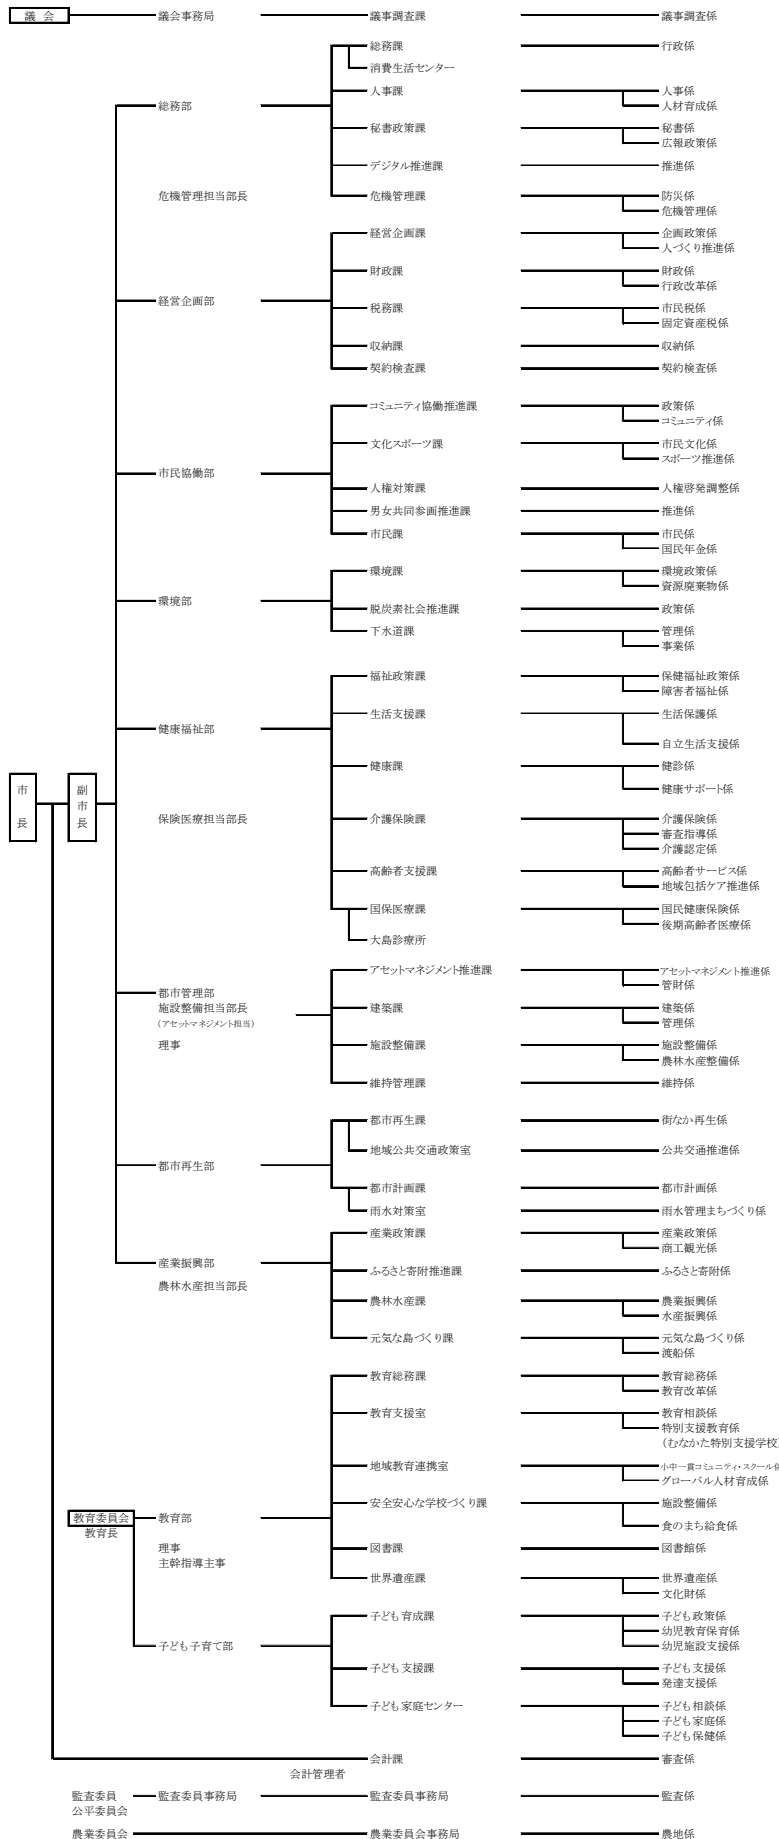 議 会 議会事務局 議事調査課 議事調査係
総務課 行政係
消費生活センター
人事課 人事係
総務部 人材育成係
秘書政策課 秘書係
広報政策係
デジタル推進課 推進係
危機管理担当部長 危機管理課 防災係
危機管理係
経営企画課 企画政策係
人づくり推進係
財政課 財政係
行政改革係
経営企画部
税務課 市民税係
固定資産税係
収納課 収納係
契約検査課 契約検査係
コミュニティ協働推進課 政策係
コミュニティ係
文化スポーツ課 市民文化係
スポーツ推進係
市民協働部
人権対策課 人権啓発調整係
男女共同参画推進課 推進係
市民課 市民係
国民年金係
環境課 環境政策係
資源廃棄物係
環境部
脱炭素社会推進課 政策係
下水道課 管理係
事業係
福祉政策課 保健福祉政策係
障害者福祉係
生活支援課 生活保護係
健康福祉部
自立生活支援係
健康課 健診係
市長 副市長
健康サポート係
保険医療担当部長 介護保険課 介護保険係
審査指導係
介護認定係
高齢者支援課 高齢者サービス係
地域包括ケア推進係
国保医療課 国民健康保険係
後期高齢者医療係
大島診療所
アセットマネジメント推進課 アセットマネジメント推進係
管財係
都市管理部
施設整備担当部長 建築課 建築係
(アセットマネジメント担当) 管理係
理事 施設整備課 施設整備係
農林水産整備係
維持管理課 維持係
都市再生課 街なか再生係
地域公共交通政策室 公共交通推進係
都市再生部
都市計画課 都市計画係
雨水対策室 雨水管理まちづくり係
産業政策課 産業政策係
商工観光係
産業振興部
ふるさと寄附推進課 ふるさと寄附係
農林水産担当部長
農林水産課 農業振興係
水産振興係
元気な島づくり課 元気な島づくり係
渡船係
教育総務課 教育総務係
教育改革係
教育支援室 教育相談係
特別支援教育係
(むなかた特別支援学校)
地域教育連携室 小中一貫コミュニティ・スクール係
グローバル人材育成係
安全安心な学校づくり課 施設整備係
教育委員会 教育部
食のまち給食係
教育長
理事 図書課 図書館係
主幹指導主事
世界遺産課 世界遺産係
文化財係
子ども育成課 子ども政策係
幼児教育保育係
子ども子育て部 幼児施設支援係
子ども支援課 子ども支援係
発達支援係
子ども家庭センター 子ども相談係
子ども家庭係
子ども保健係
会計課 審査係
会計管理者
監査委員 監査委員事務局 監査委員事務局 監査係
公平委員会
農業委員会 農業委員会事務局 農地係